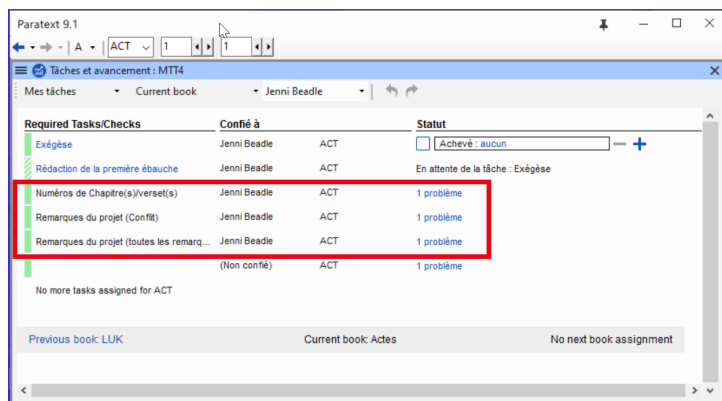 Paratext 9.1
A ACT 1 1
Tâches et avancement : MTT4
Mes tâches Current book Jenni Beadle
Required Tasks/Checks Confié à Statut
Exégèse Jenni Beadle ACT Achevé : aucun
Rédaction de la première ébauche Jenni Beadle ACT En attente de la tâche : Exégèse
Numéros de Chapitre(s)/verset(s) Jenni Beadle ACT 1 problème
Remarques du projet (Conflit) Jenni Beadle ACT 1 problème
Remarques du projet (toutes les remarq... Jenni Beadle ACT 1 problème
(Non confié) ACT 1 problème
No more tasks assigned for ACT
Previous book: LUK Current book: Actes No next book assignment